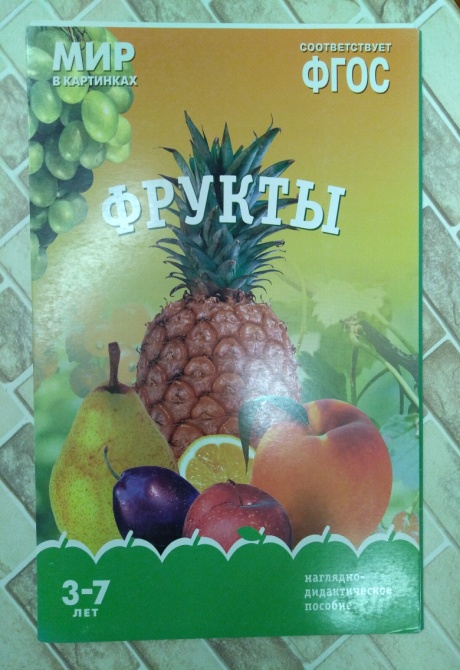 МИР
В КАРТИНКАХ
СООТВЕТСТВУЕТ
ФГОС
ФРУКТЫ
3-7
ЛЕТ
наглядно-
дидактическое
пособие